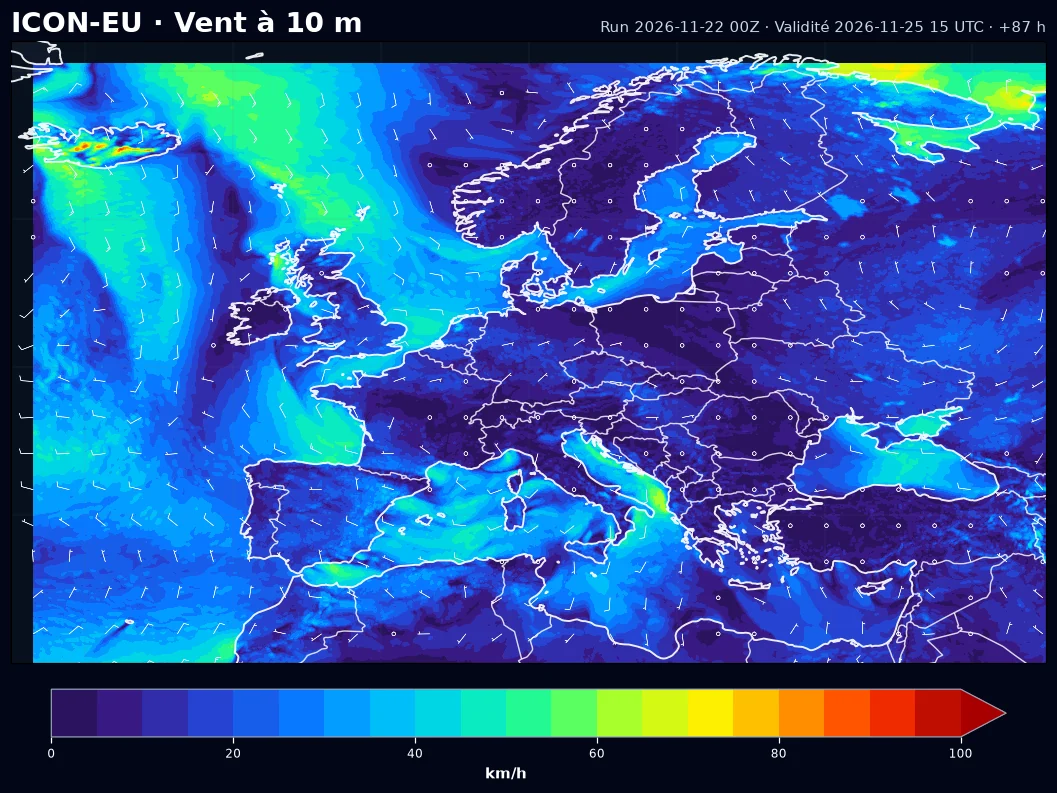 ICON-EU · Vent à 10 m
Run 2026-11-22 00Z · Validité 2026-11-25 15 UTC · +87 h
0 20 40 60 80 100
km/h